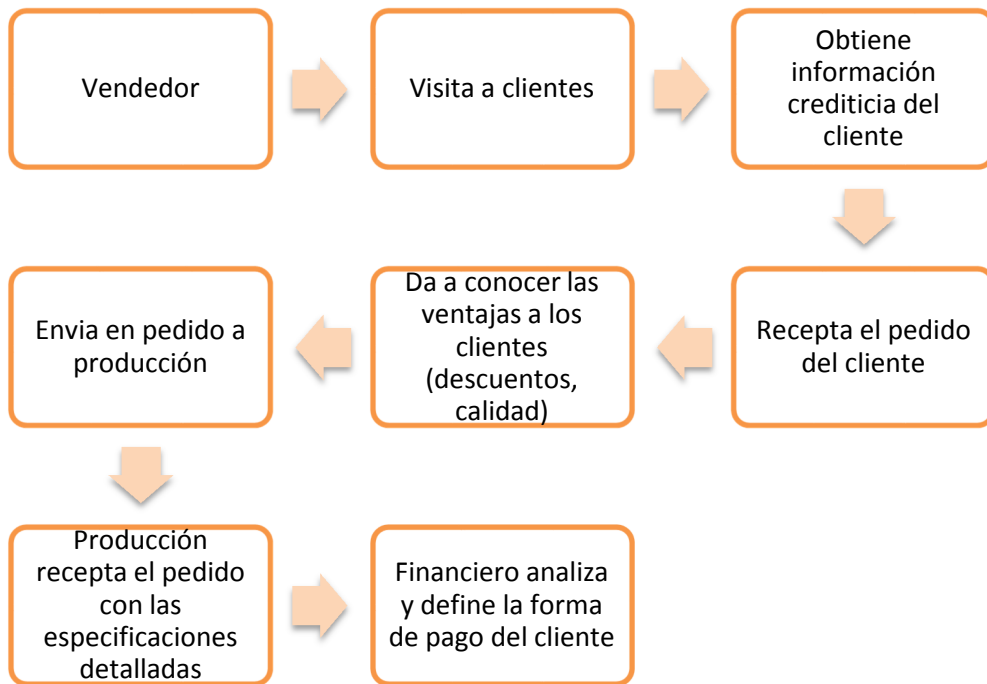 Vendedor
Visita a clientes
Obtiene
información
crediticia del
cliente
Recepta el pedido
del cliente
Da a conocer las
ventajas a los
clientes
(descuentos,
calidad)
Envia en pedido a
producción
Producción
recepta el pedido
con las
especificaciones
detalladas
Financiero analiza
y define la forma
de pago del cliente